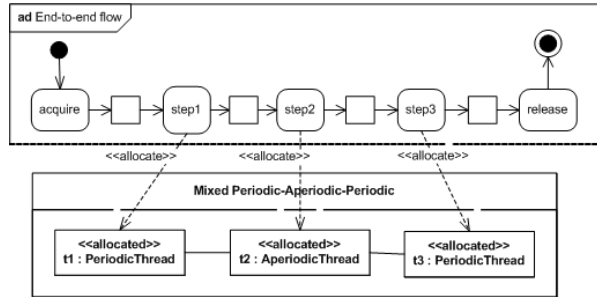 ad End-to-end flow
acquire
step1
step2
step3
release
<<allocate>>
<<allocate>>
<<allocate>>
Mixed Periodic-Aperiodic-Periodic
<<allocated>>
t1 : PeriodicThread
<<allocated>>
t2 : AperiodicThread
<<allocated>>
t3 : PeriodicThread